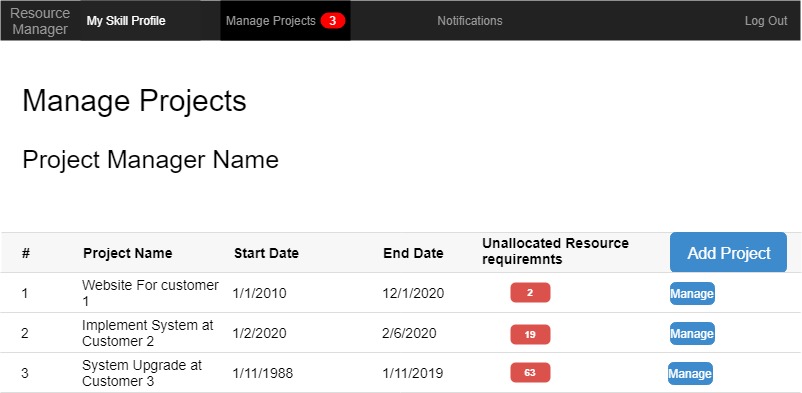 Resource
Manager
My Skill Profile
Manage Projects 3
Notifications
Log Out
Manage Projects
Project Manager Name
# Project Name Start Date End Date Unallocated Resource
requiremnts Add Project
1 Website For customer
1 1/1/2010 12/1/2020 2 Manage
2 Implement System at
Customer 2 1/2/2020 2/6/2020 19 Manage
3 System Upgrade at
Customer 3 1/11/1988 1/11/2019 63 Manage